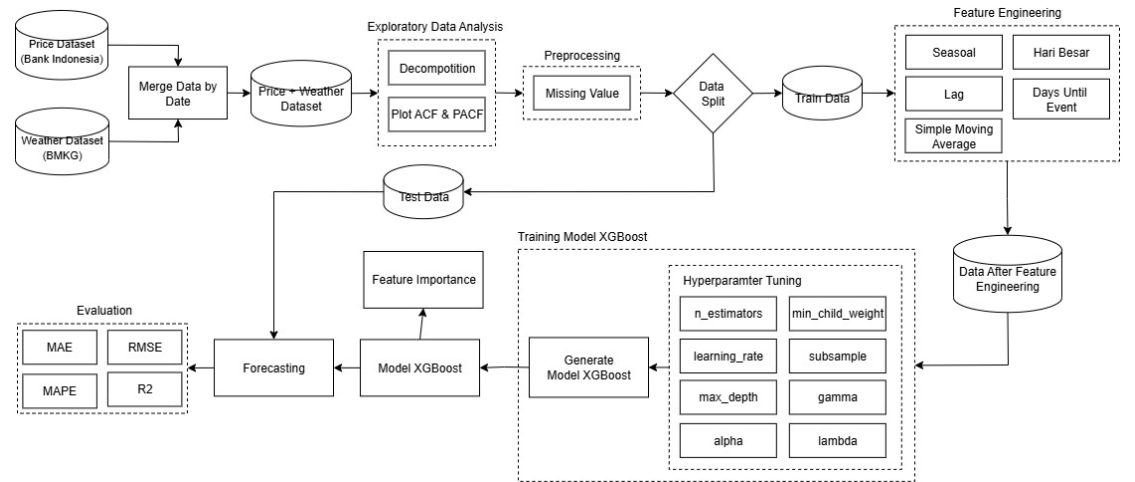 Price Dataset
(Bank Indonesia)
Weather Dataset
(BMKG)
Merge Data by
Date
Price + Weather
Dataset
Exploratory Data Analysis
Decompotition
Plot ACF & PACF
Preprocessing
Missing Value
Data
Split
Train Data
Feature Engineering
Seasoal
Hari Besar
Lag
Days Until
Event
Simple Moving
Average
Test Data
Data After Feature
Engineering
Training Model XGBoost
Hyperparamter Tuning
n_estimators
min_child_weight
learning_rate
subsample
max_depth
gamma
alpha
lambda
Generate
Model XGBoost
Feature Importance
Model XGBoost
Forecasting
Evaluation
MAE
RMSE
MAPE
R2